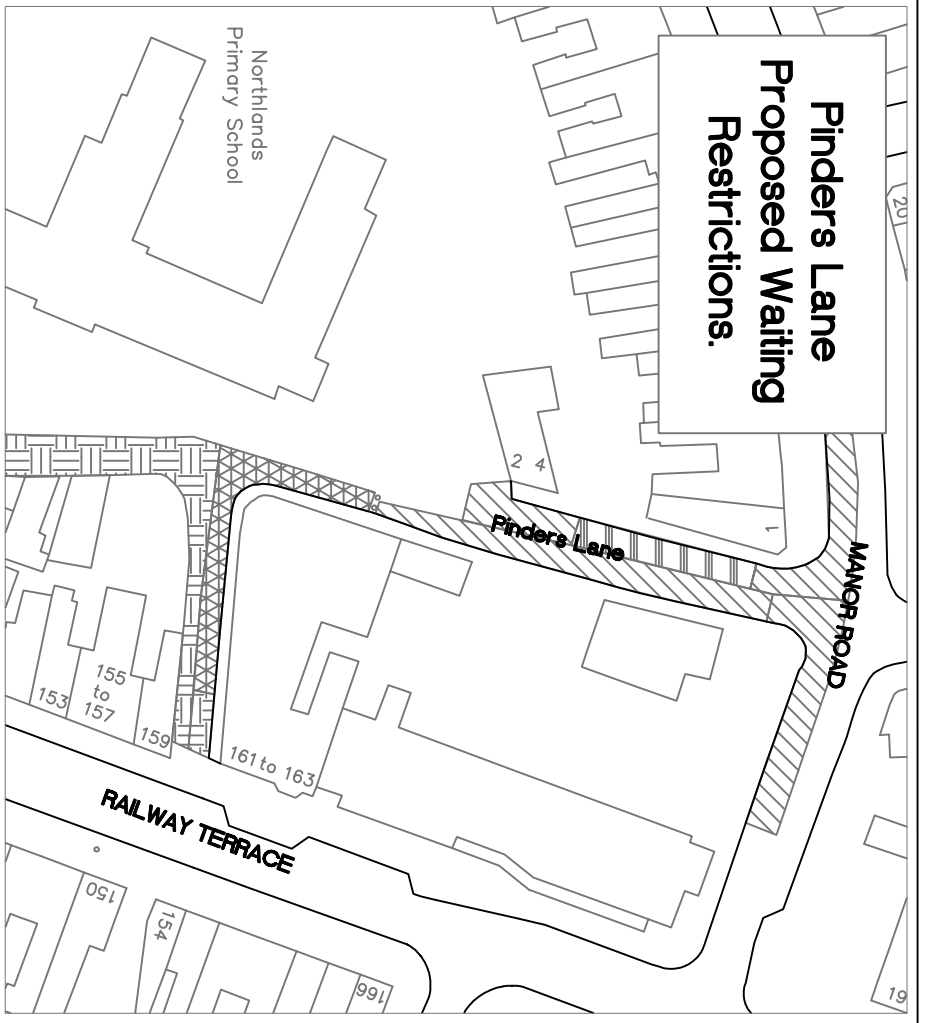 Pinders Lane
Proposed Waiting
Restrictions.
Northlands
Primary School
20
2 4
1
Pinders Lane
MANOR ROAD
153
155
to
157
159
161 to 163
RAILWAY TERRACE
150
154
166
19